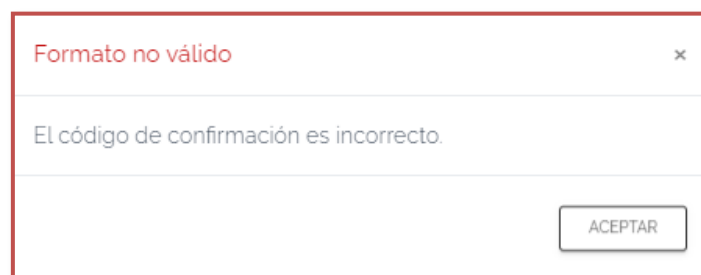 Formato no válido ×
El código de confirmación es incorrecto.
ACEPTAR